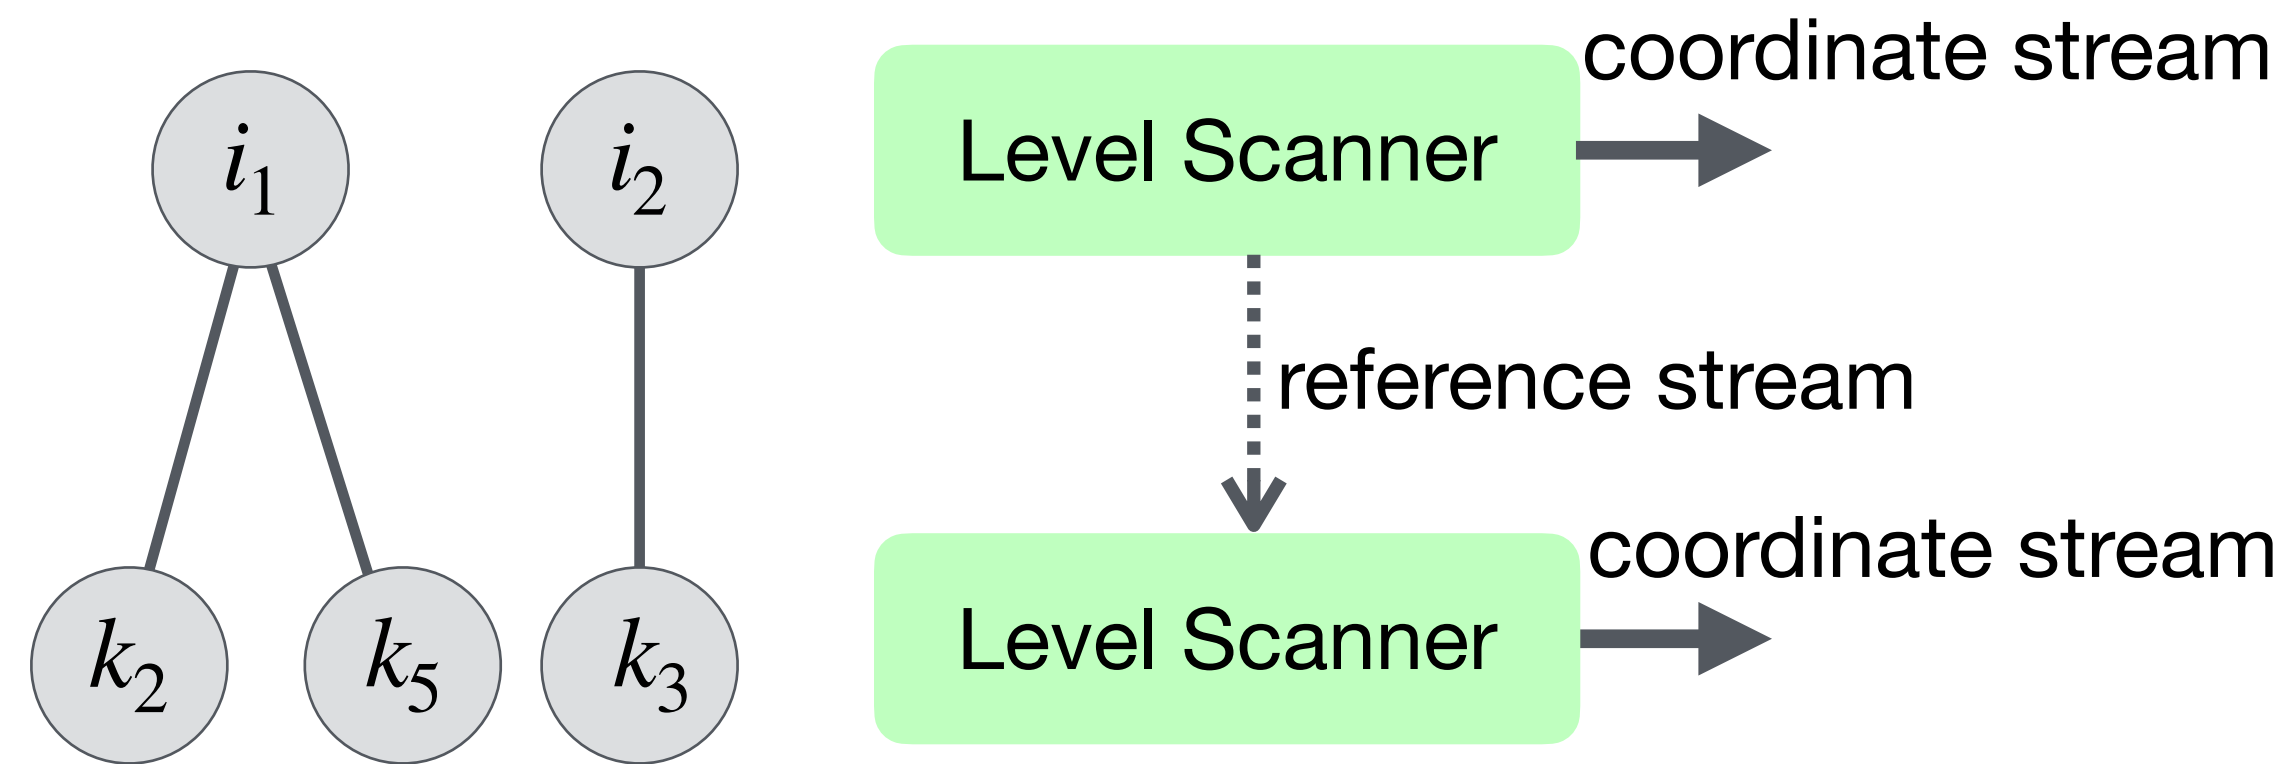 i₁
i₂
Level Scanner
coordinate stream
reference stream
k₂
k₅
k₃
Level Scanner
coordinate stream